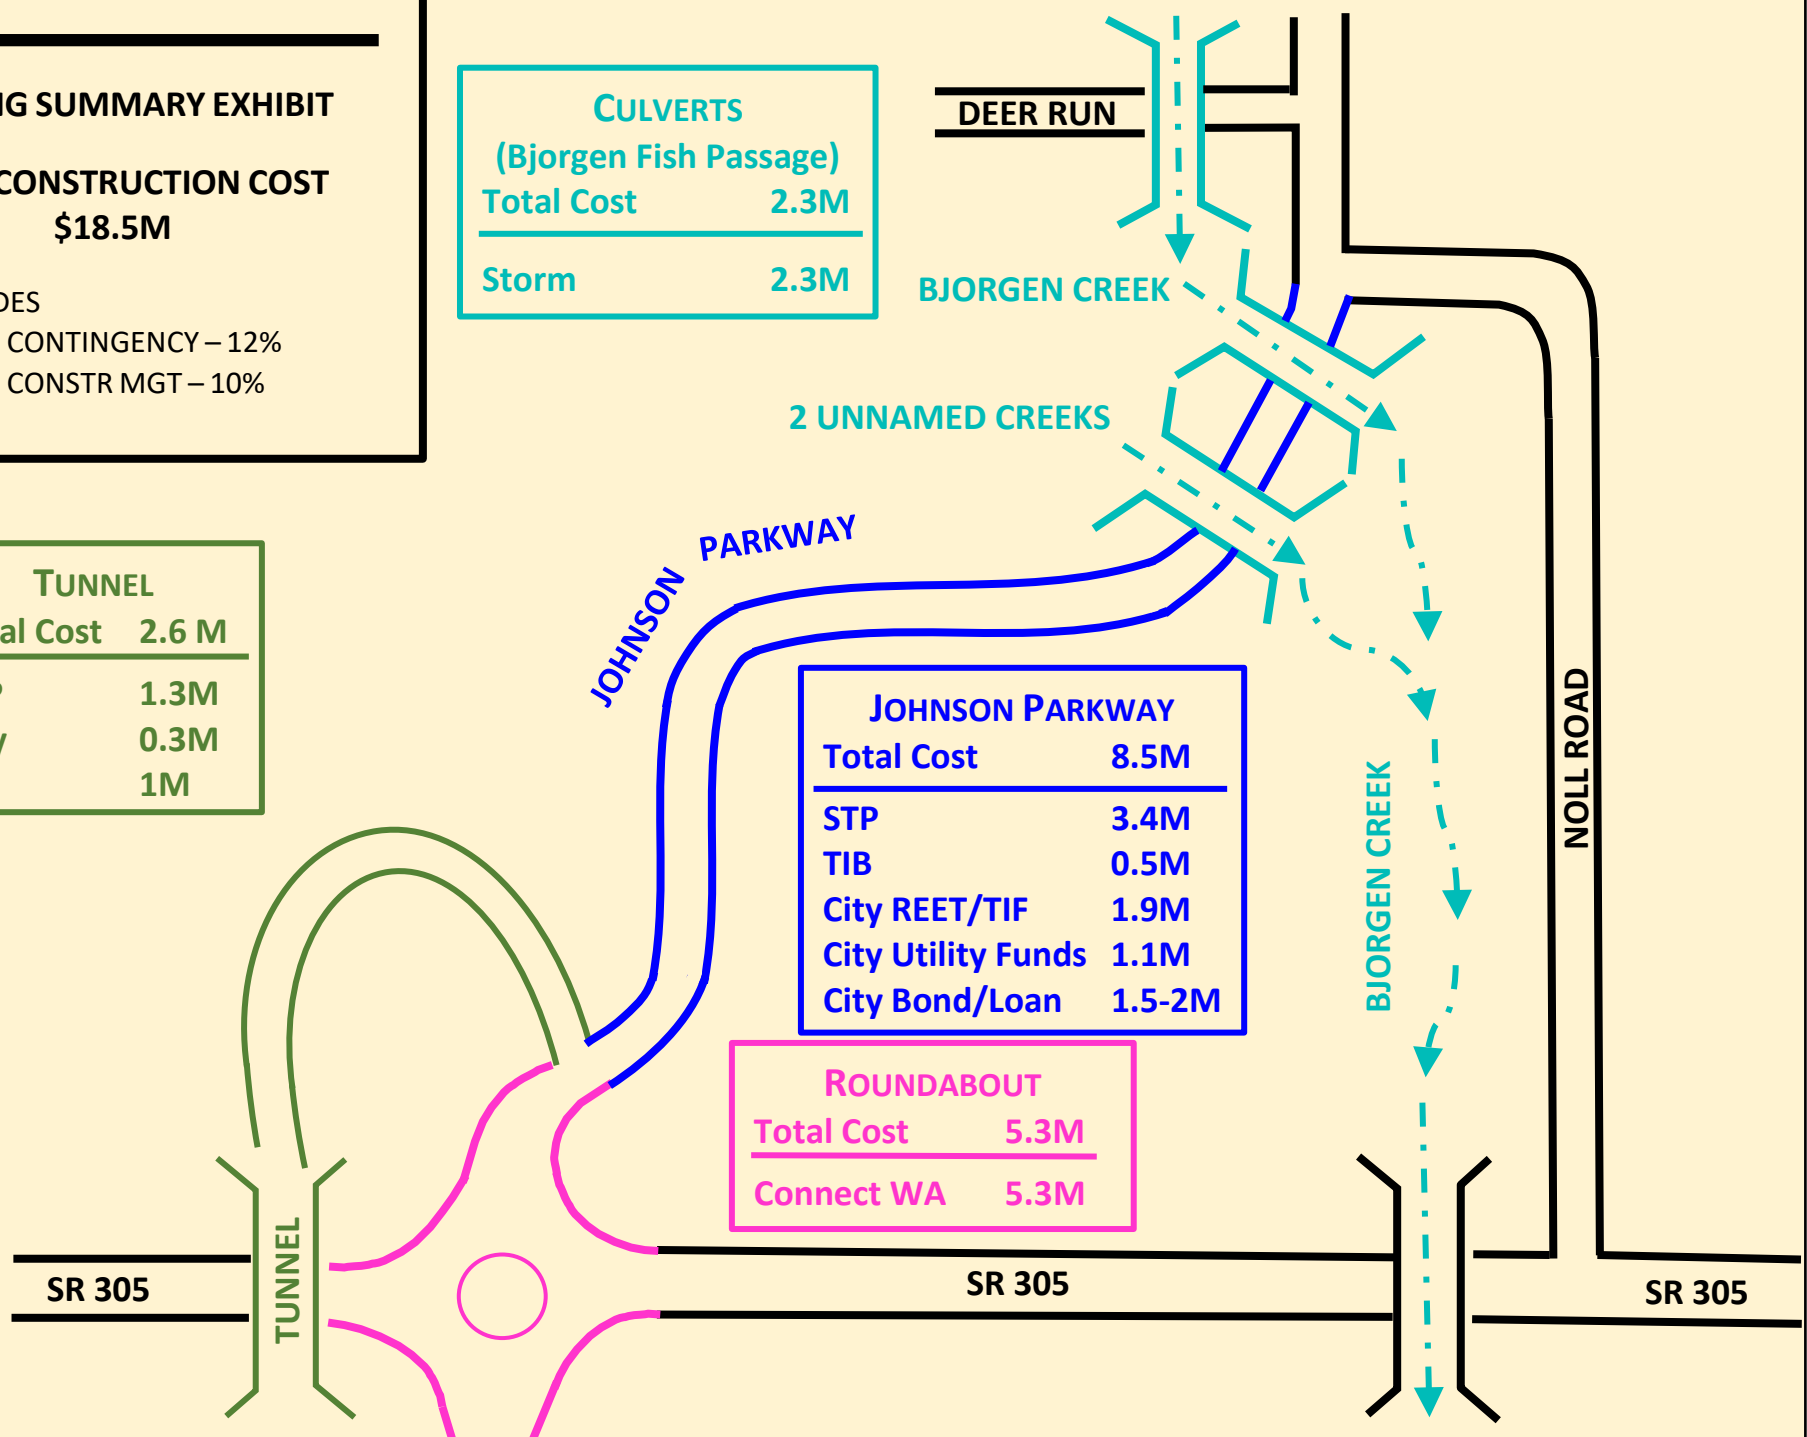 NG SUMMARY EXHIBIT
CONSTRUCTION COST
$18.5M
DES
CONTINGENCY – 12%
CONSTR MGT – 10%
CULVERTS
(Bjorgen Fish Passage)
Total Cost 2.3M
Storm 2.3M
DEER RUN
BJORGEN CREEK
2 UNNAMED CREEKS
JOHNSON PARKWAY
TUNNEL
al Cost 2.6 M
1.3M
y 0.3M
1M
JOHNSON PARKWAY
Total Cost 8.5M
STP 3.4M
TIB 0.5M
City REET/TIF 1.9M
City Utility Funds 1.1M
City Bond/Loan 1.5-2M
BJORGEN CREEK
NOLL ROAD
ROUNDABOUT
Total Cost 5.3M
Connect WA 5.3M
TUNNEL
SR 305
SR 305
SR 305